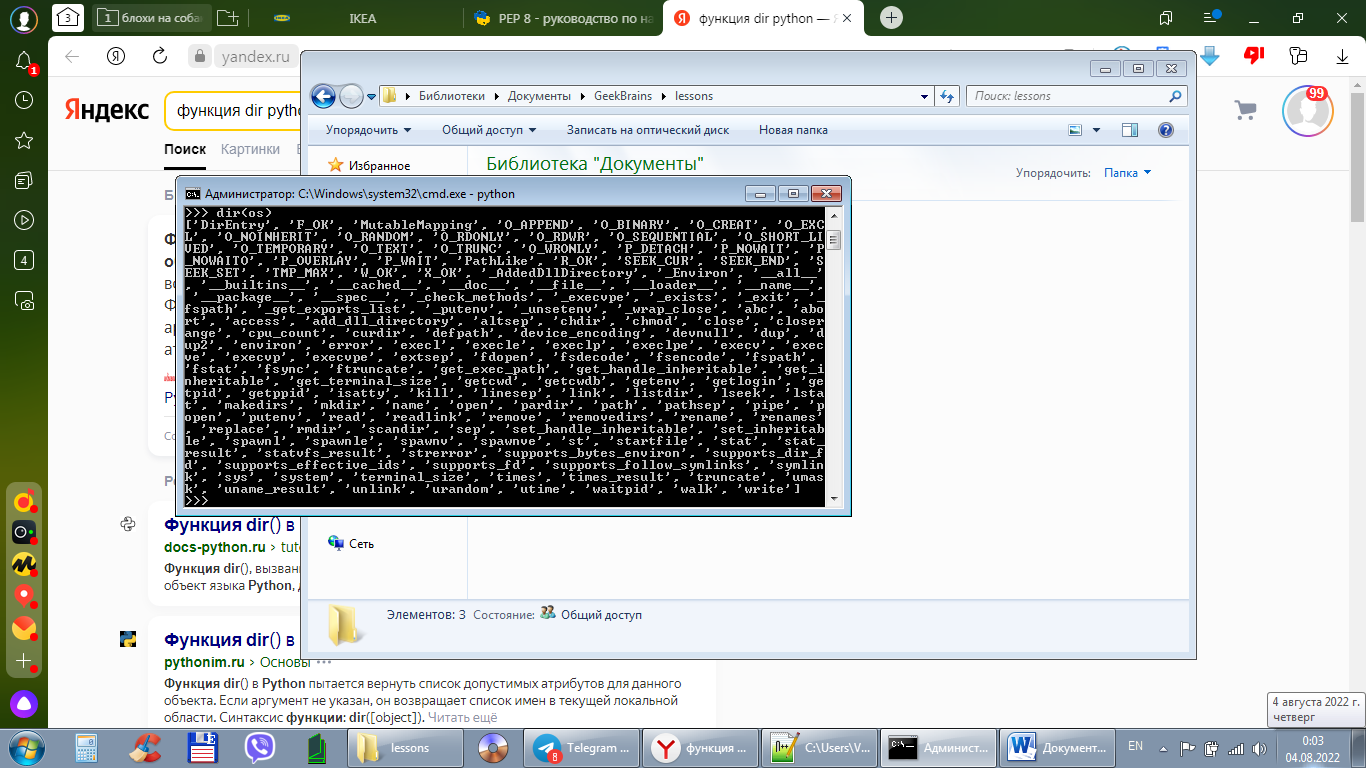 1
блохи на соба
IKEA
PEP 8 - руководство по на
функция dir python —
1
yandex.ru
Яндекс
функция dir pytho
Поиск
Картинки
99
4
Библиотеки
Документы
GeekBrains
lessons
Поиск: lessons
Упорядочить
Общий доступ
Записать на оптический диск
Новая папка
Избранное
Библиотека "Документы"
Упорядочить:
Папка
Администратор: C:\Windows\system32\cmd.exe - python
>>> dir(os)
['DirEntry', 'F_OK', 'MutableMapping', 'O_APPEND', 'O_BINARY', 'O_CREAT', 'O_EXC
L', 'O_NOINHERIT', 'O_RANDOM', 'O_RDONLY', 'O_RDWR', 'O_SEQUENTIAL', 'O_SHORT_LI
VED', 'O_TEMPORARY', 'O_TEXT', 'O_TRUNC', 'O_WRONLY', 'P_DETACH', 'P_NOWAIT', 'P
_NOWAITO', 'P_OVERLAY', 'P_WAIT', 'PathLike', 'R_OK', 'SEEK_CUR', 'SEEK_END', 'S
EEK_SET', 'TMP_MAX', 'W_OK', 'X_OK', '_AddedDllDirectory', '_Environ', '__all__'
, '__builtins__', '__cached__', '__doc__', '__file__', '__loader__', '__name__',
'__package__', '__spec__', '_check_methods', '_execvpe', '_exists', '_exit', '_
fspath', '_get_exports_list', '_putenv', '_unsetenv', '_wrap_close', 'abc', 'abo
rt', 'access', 'add_dll_directory', 'altsep', 'chdir', 'chmod', 'close', 'closer
ange', 'cpu_count', 'curdir', 'defpath', 'device_encoding', 'devnull', 'dup', 'd
up2', 'environ', 'error', 'execl', 'execle', 'execlp', 'execlpe', 'execv', 'exec
ve', 'execvp', 'execvpe', 'extsep', 'fdopen', 'fsdecode', 'fsencode', 'fspath',
'fstat', 'fsync', 'ftruncate', 'get_exec_path', 'get_handle_inheritable', 'get_i
nheritable', 'get_terminal_size', 'getcwd', 'getcwdb', 'getenv', 'getlogin', 'ge
tpid', 'getppid', 'isatty', 'kill', 'linesep', 'link', 'listdir', 'lseek', 'lsta
t', 'makedirs', 'mkdir', 'name', 'open', 'pardir', 'path', 'pathsep', 'pipe', 'p
open', 'putenv', 'read', 'readlink', 'remove', 'removedirs', 'rename', 'renames'
, 'replace', 'rmdir', 'scandir', 'sep', 'set_handle_inheritable', 'set_inheritab
le', 'spawnl', 'spawnle', 'spawnv', 'spawnve', 'st', 'startfile', 'stat', 'stat_
result', 'statvfs_result', 'strerror', 'supports_bytes_environ', 'supports_dir_f
d', 'supports_effective_ids', 'supports_fd', 'supports_follow_symlinks', 'symlin
k', 'sys', 'system', 'terminal_size', 'times', 'times_result', 'truncate', 'umas
k', 'uname_result', 'unlink', 'urandom', 'utime', 'waitpid', 'walk', 'write']
>>>
Сеть
Элементов: 3
Состояние:
Общий доступ
Функция dir() в
docs-python.ru > tuto
Функция dir(), вызванн
объект языка Python,
Функция dir() в
pythonim.ru > Основы
Функция dir() в Python пытается вернуть список допустимых атрибутов для данного
объекта. Если аргумент не указан, он возвращает список имен в текущей локальной
области. Синтаксис функции: dir([object]). Читать ещё
4 августа 2022 г.
четверг
lessons
8
Telegram ...
функция ...
C:\Users\V...
Админист...
Документ...
EN
0:03
04.08.2022